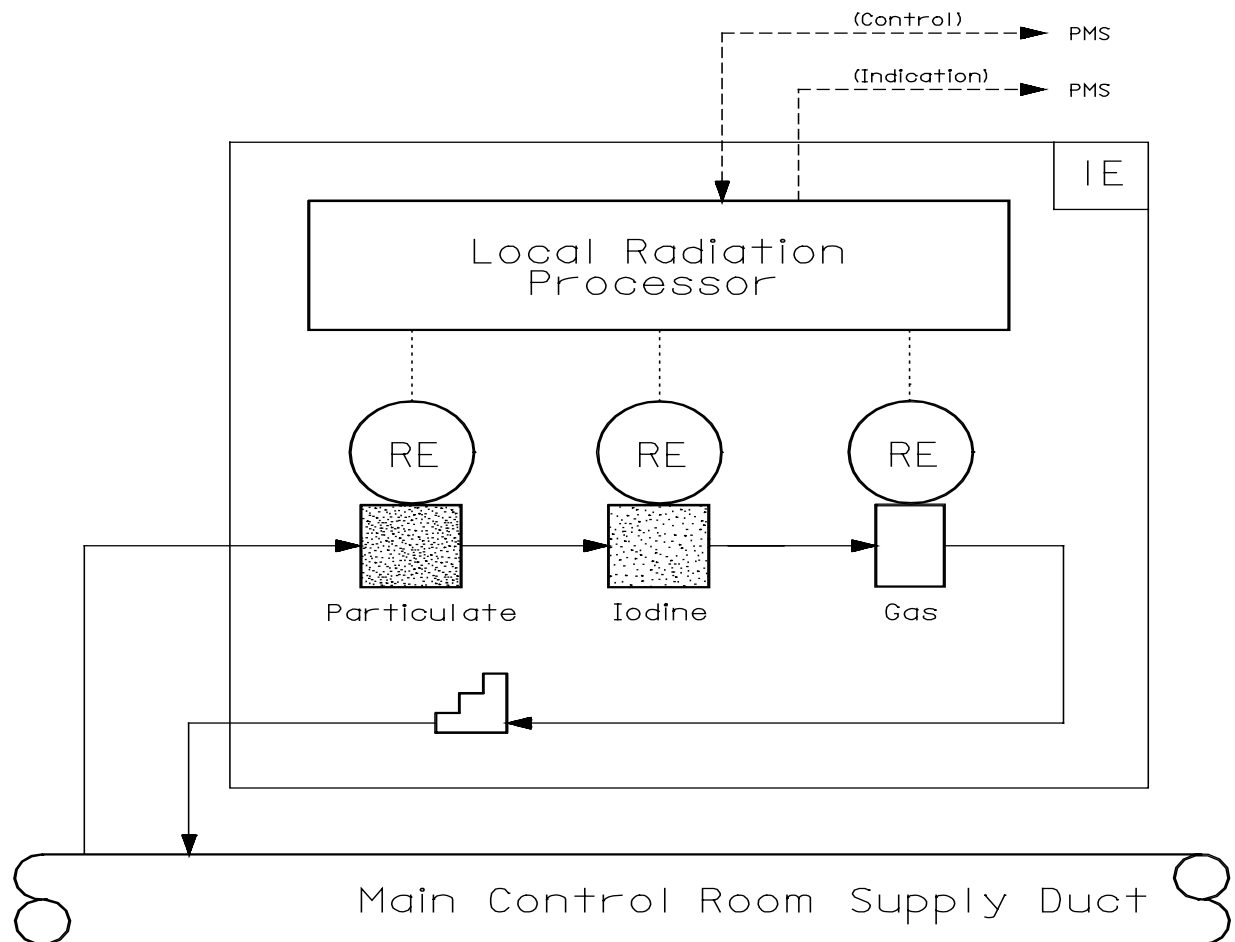 (Control)
PMS
(Indication)
PMS
IE
Local Radiation
Processor
RE
RE
RE
Particulate
Iodine
Gas
Main Control Room Supply Duct